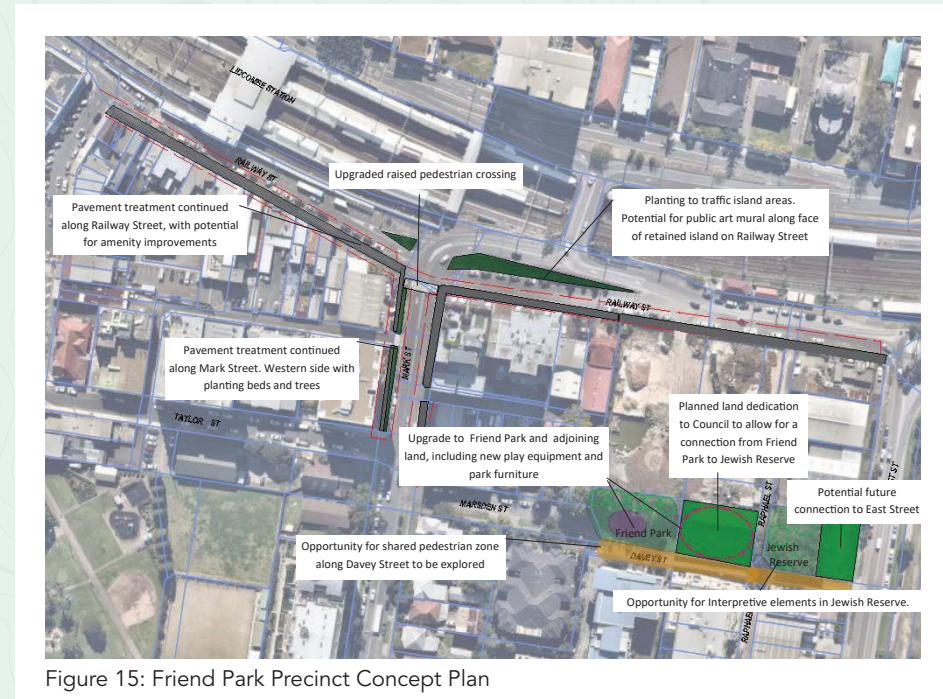 LIDCOMBE STATION
RAILWAY ST
Upgraded raised pedestrian crossing
Pavement treatment continued
along Railway Street, with potential
for amenity improvements
Planting to traffic island areas.
Potential for public art mural along face
of retained island on Railway Street
RAILWAY ST
Pavement treatment continued
along Mark Street. Western side with
planting beds and trees
MARK ST
TAYLOR ST
Planned land dedication
to Council to allow for a
connection from Friend
Park to Jewish Reserve
Upgrade to Friend Park and adjoining
land, including new play equipment and
park furniture
ST ST
Potential future
connection to East Street
RAPHAEL ST
MARSDEN ST
Friend Park
Opportunity for shared pedestrian zone
along Davey Street to be explored
DAVEY ST
Jewish
Reserve
Opportunity for Interpretive elements in Jewish Reserve.
RAPHAE
Figure 15: Friend Park Precinct Concept Plan